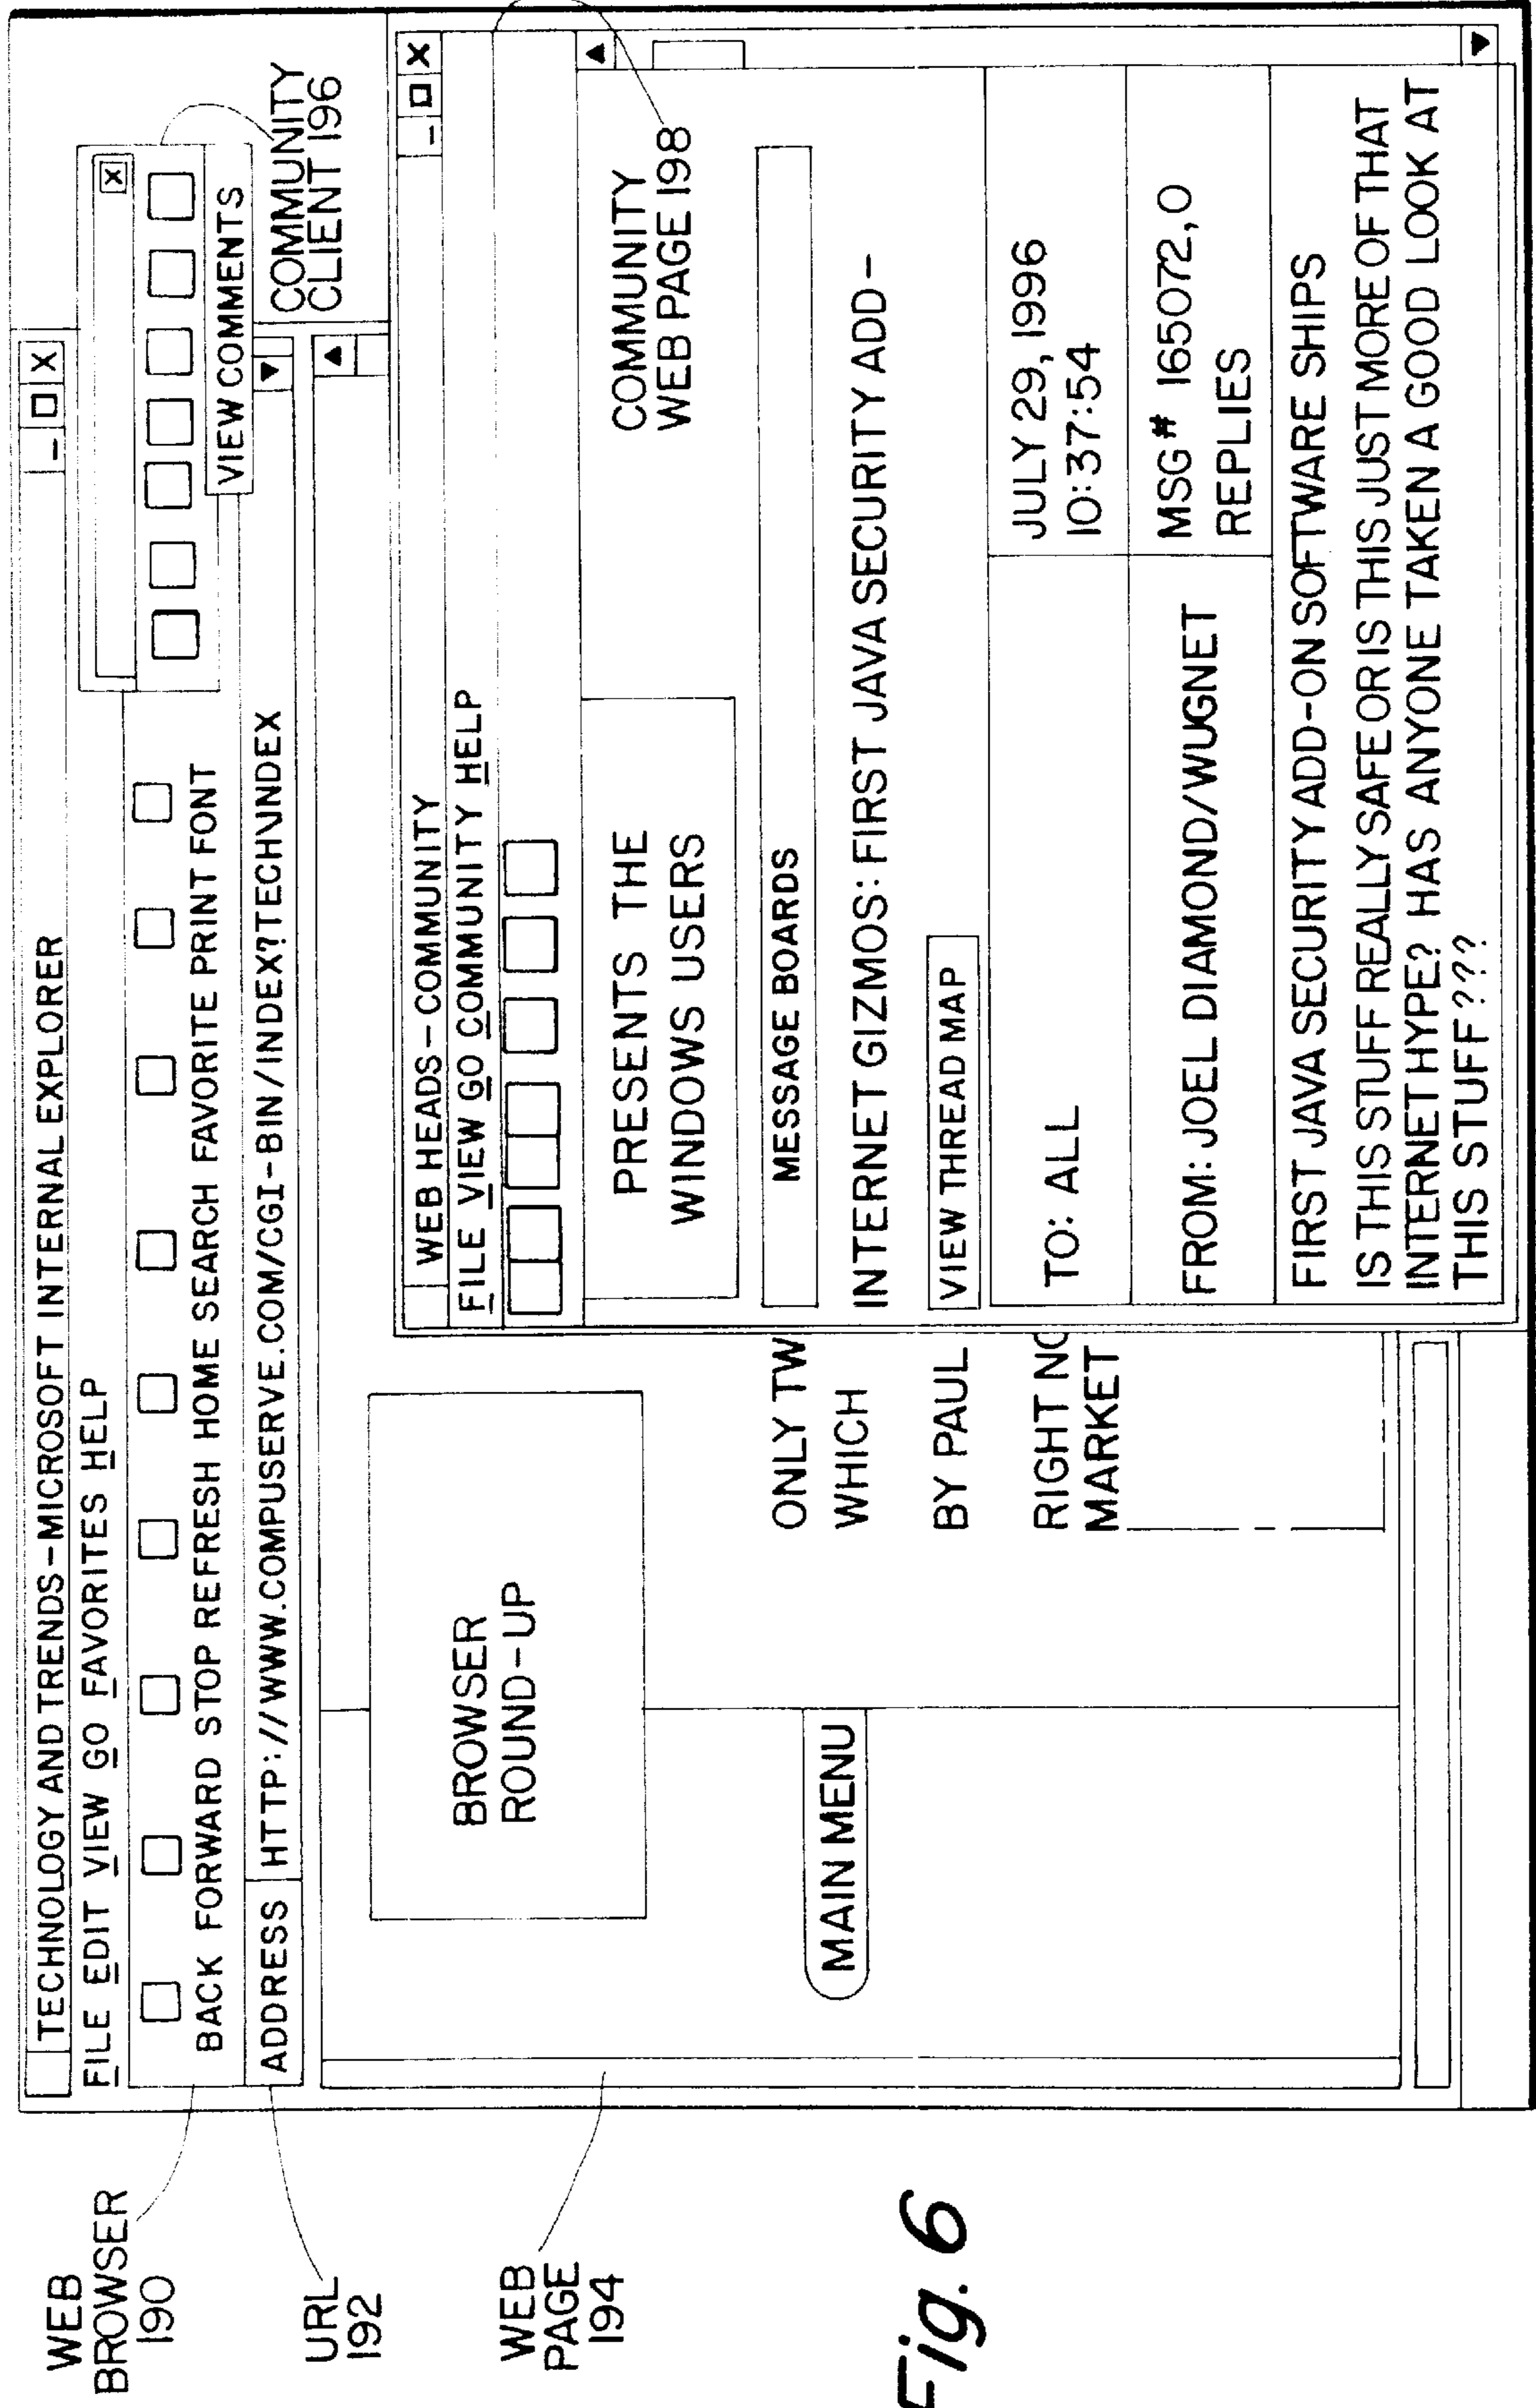 TECHNOLOGY AND TRENDS-MICROSOFT INTERNAL EXPLORER
_ X
FILE EDIT VIEW GO FAVORITES HELP
X
BACK FORWARD STOP REFRESH HOME SEARCH FAVORITE PRINT FONT
VIEW COMMENTS
ADDRESS HTTP://WWW.COMPUSERVE.COM/CGI-BIN/INDEX?TECH\INDEX
COMMUNITY
CLIENT 196
WEB
BROWSER
190
URL
192
WEB
PAGE
194
BROWSER
ROUND-UP
MAIN MENU
ONLY TW
WHICH
BY PAUL
RIGHT NO
MARKET
WEB HEADS-COMMUNITY
_ X
FILE VIEW GO COMMUNITY HELP
PRESENTS THE
WINDOWS USERS
COMMUNITY
WEB PAGE 198
MESSAGE BOARDS
INTERNET GIZMOS: FIRST JAVA SECURITY ADD-
VIEW THREAD MAP
TO: ALL
JULY 29, 1996
10:37:54
FROM: JOEL DIAMOND/WUGNET
MSG# 165072, 0
REPLIES
FIRST JAVA SECURITY ADD-ON SOFTWARE SHIPS
IS THIS STUFF REALLY SAFE OR IS THIS JUST MORE OF THAT
INTERNET HYPE? HAS ANYONE TAKEN A GOOD LOOK AT
THIS STUFF???
Fig. 6